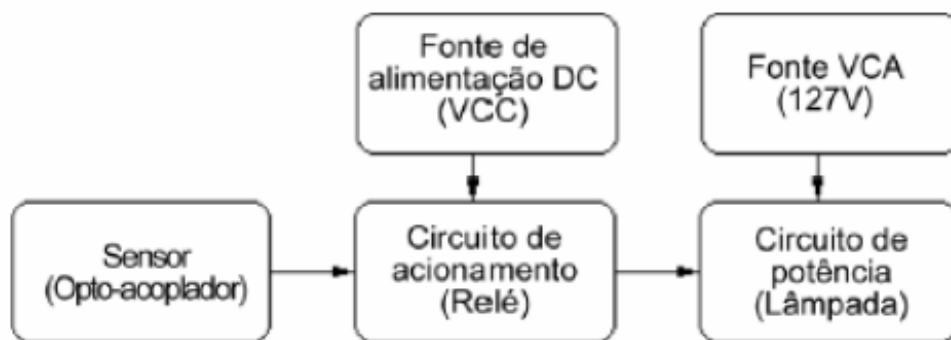 Fonte de
alimentação DC
(VCC)
Fonte VCA
(127V)
Sensor
(Opto-acoplador)
Circuito de
acionamento
(Relé)
Circuito de
potência
(Lâmpada)